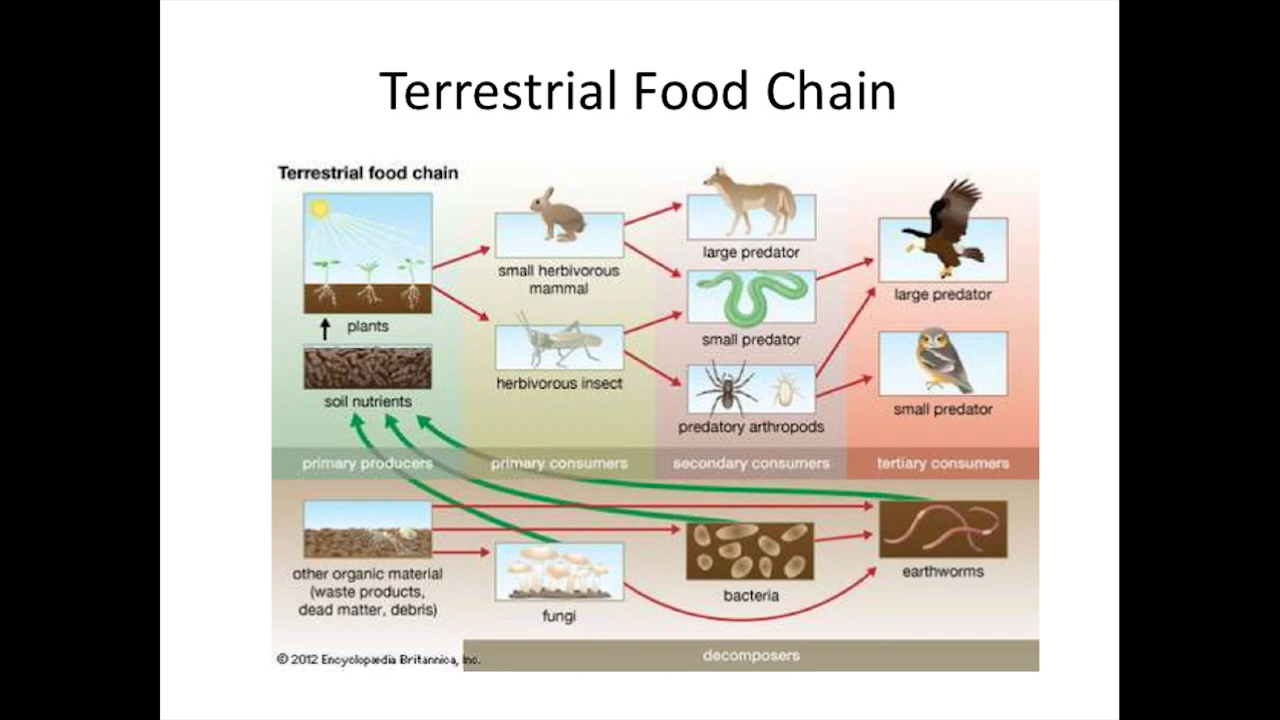 Terrestrial Food Chain
Terrestrial food chain
plants
soil nutrients
primary producers
small herbivorous
mammal
herbivorous insect
primary consumers
large predator
small predator
predatory arthropods
secondary consumers
large predator
small predator
tertiary consumers
other organic material
(waste products,
dead matter, debris)
fungi
bacteria
earthworms
decomposers
© 2012 Encyclopædia Britannica, Inc.